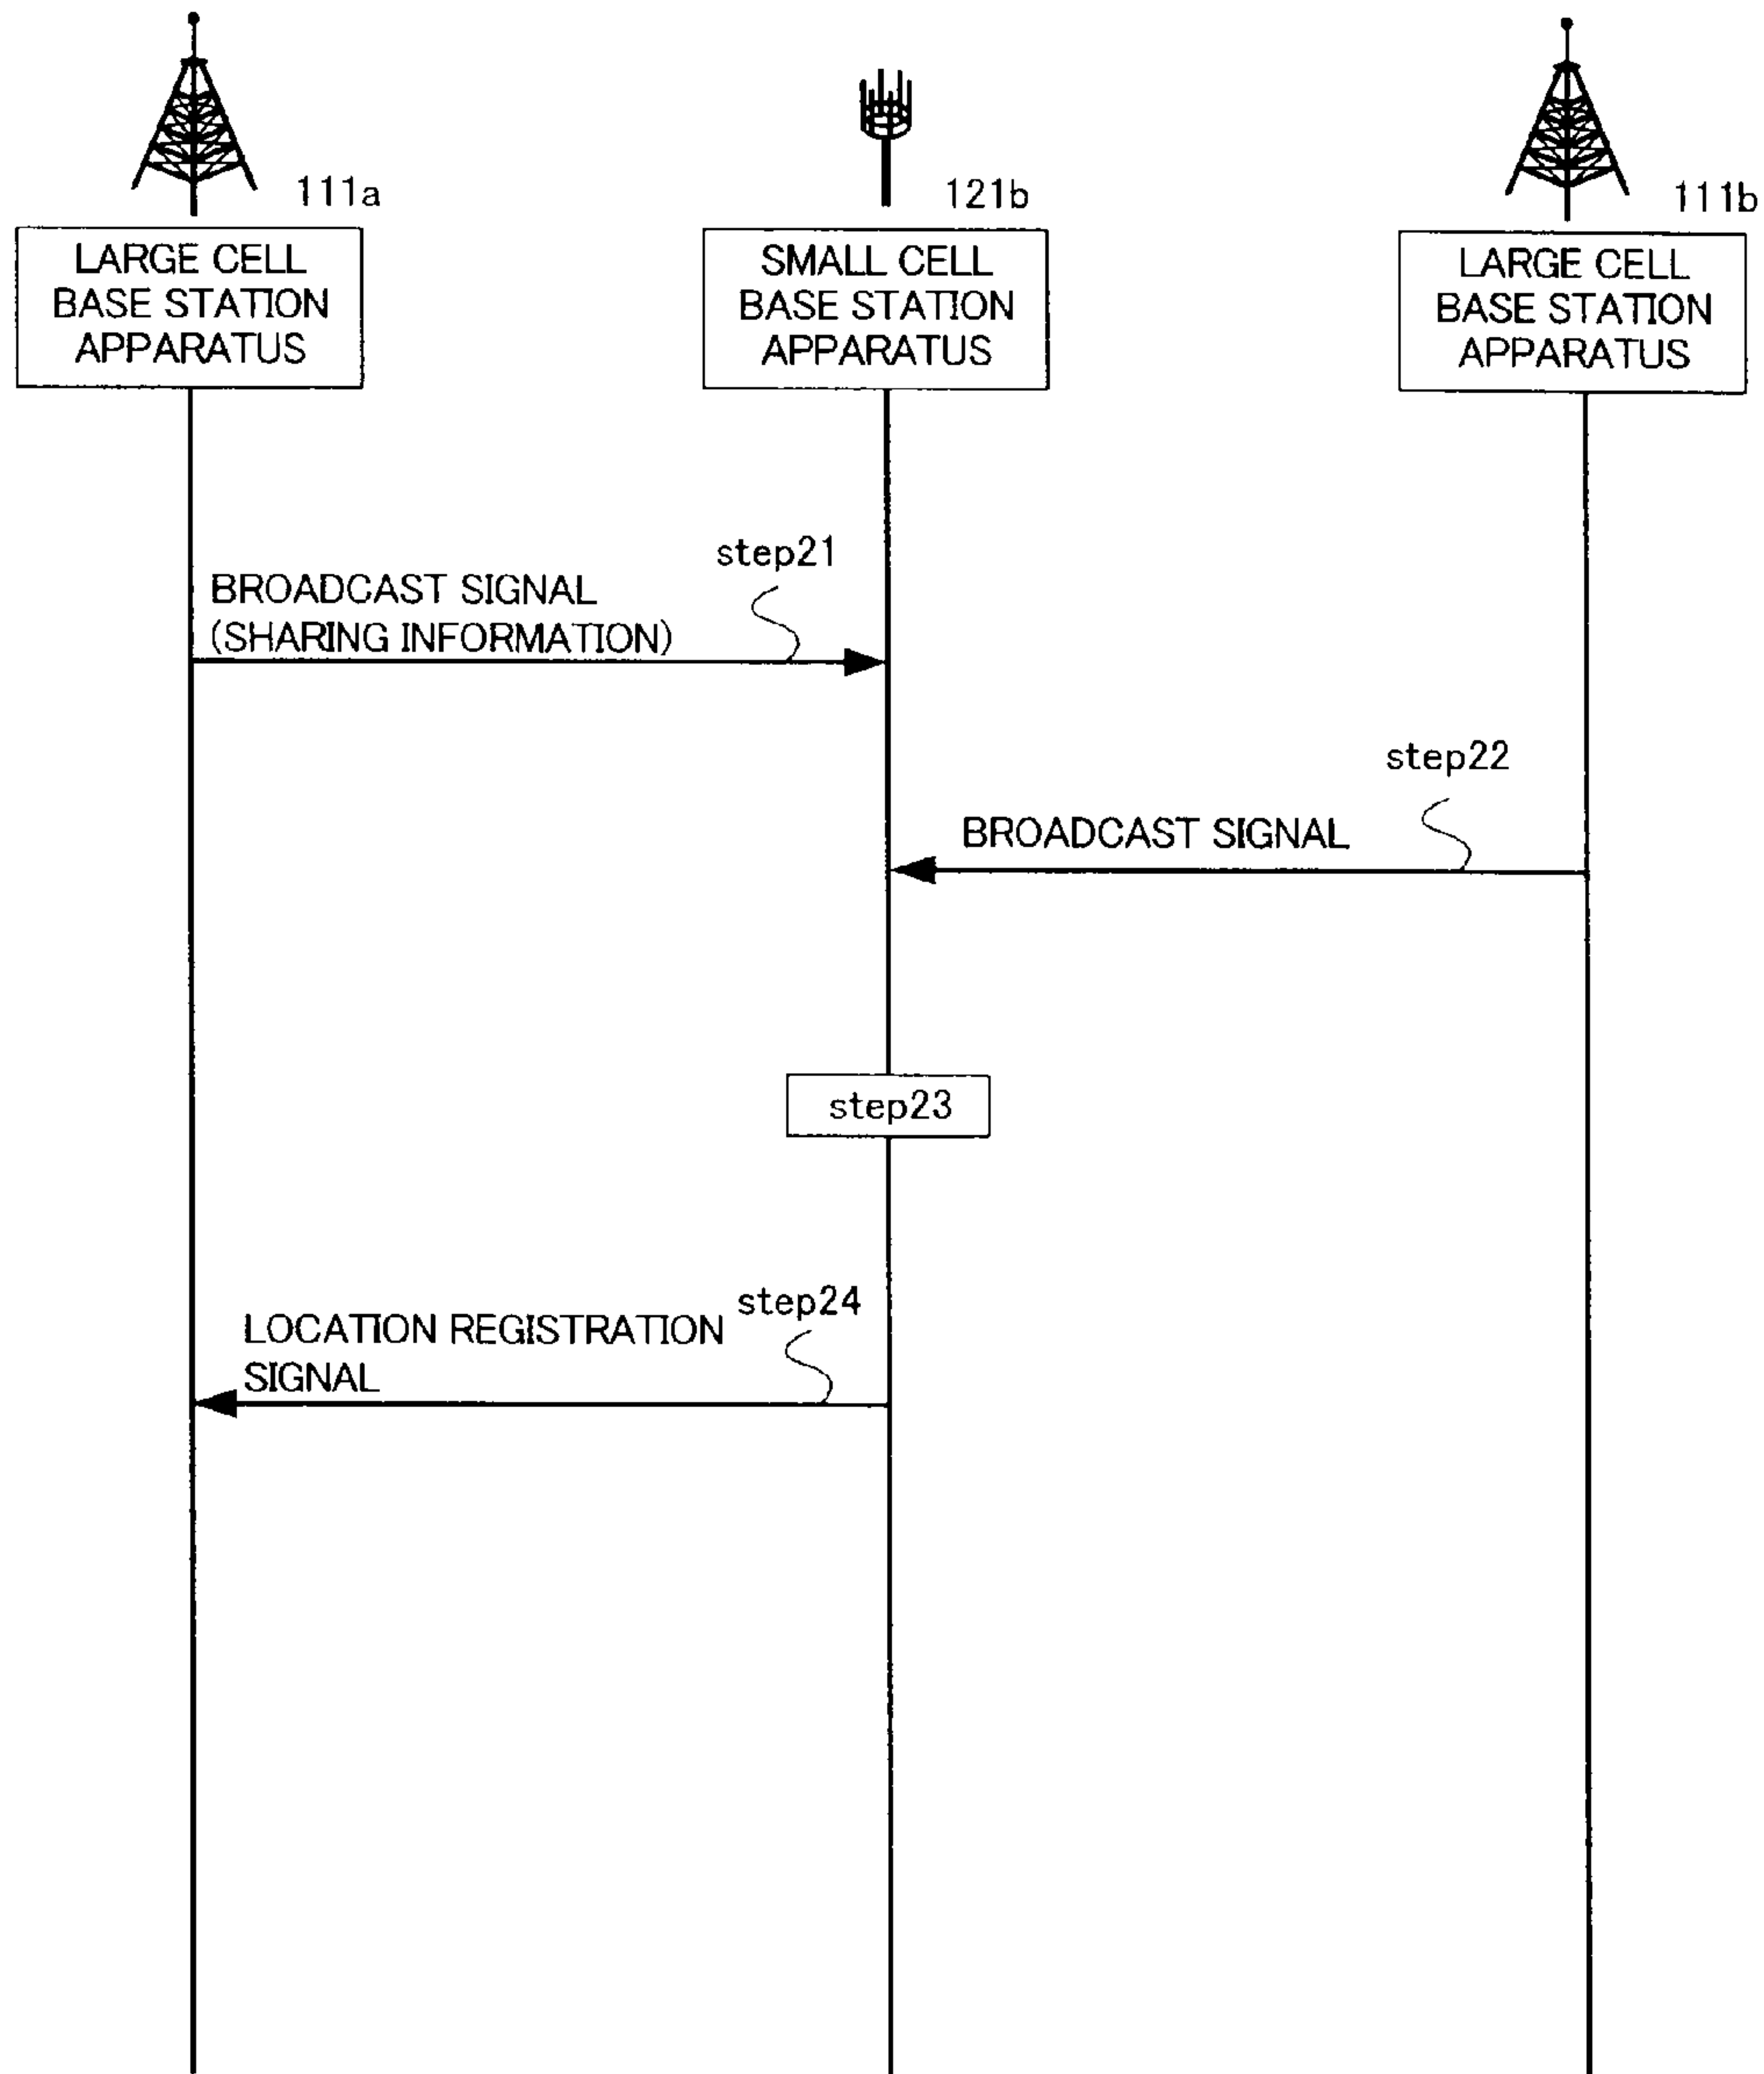 111a
121b
111b
LARGE CELL
BASE STATION
APPARATUS
SMALL CELL
BASE STATION
APPARATUS
LARGE CELL
BASE STATION
APPARATUS
step21
BROADCAST SIGNAL
(SHARING INFORMATION)
step22
BROADCAST SIGNAL
step23
step24
LOCATION REGISTRATION
SIGNAL